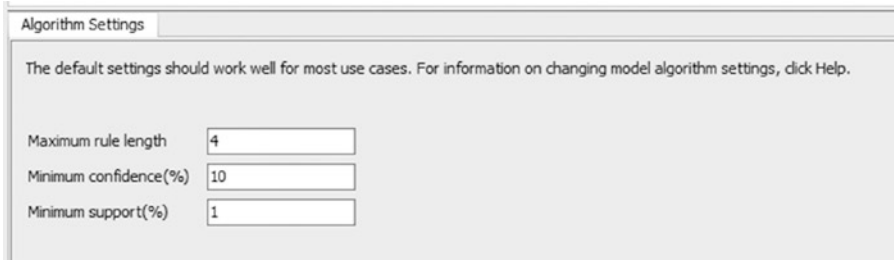 Algorithm Settings
The default settings should work well for most use cases. For information on changing model algorithm settings, click Help.
Maximum rule length 4
Minimum confidence(%) 10
Minimum support(%) 1